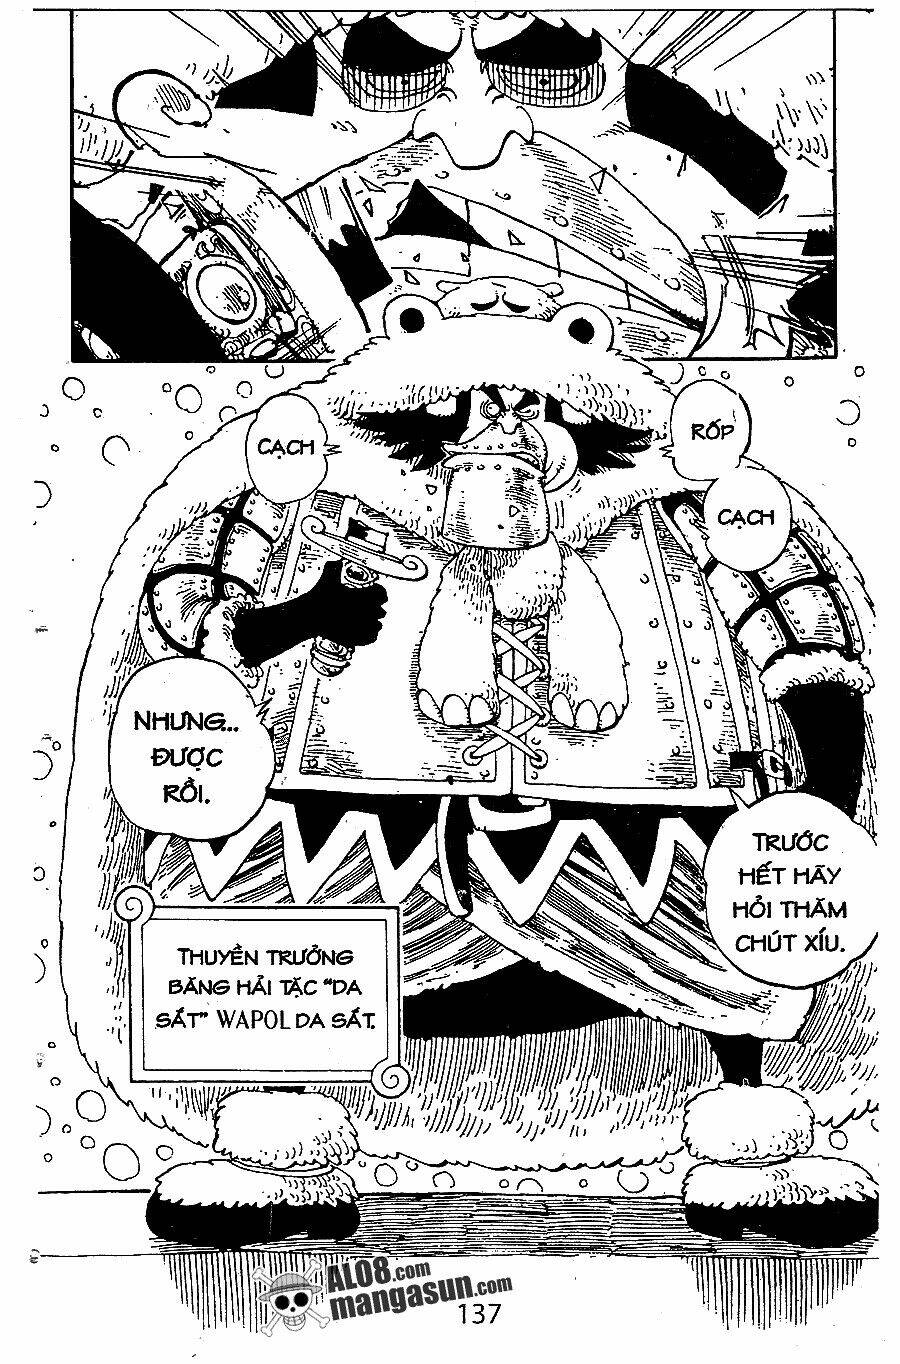 CẠCH
RỐP
CẠCH
NHƯNG...
ĐƯỢC
RỒI.
TRƯỚC
HẾT HÃY
HỎI THĂM
CHÚT XÍU.
THUYỀN TRƯỞNG
BĂNG HẢI TẶC “DA
SẮT” WAPOL DA SẮT.
AL08.com
mangasun.com
137